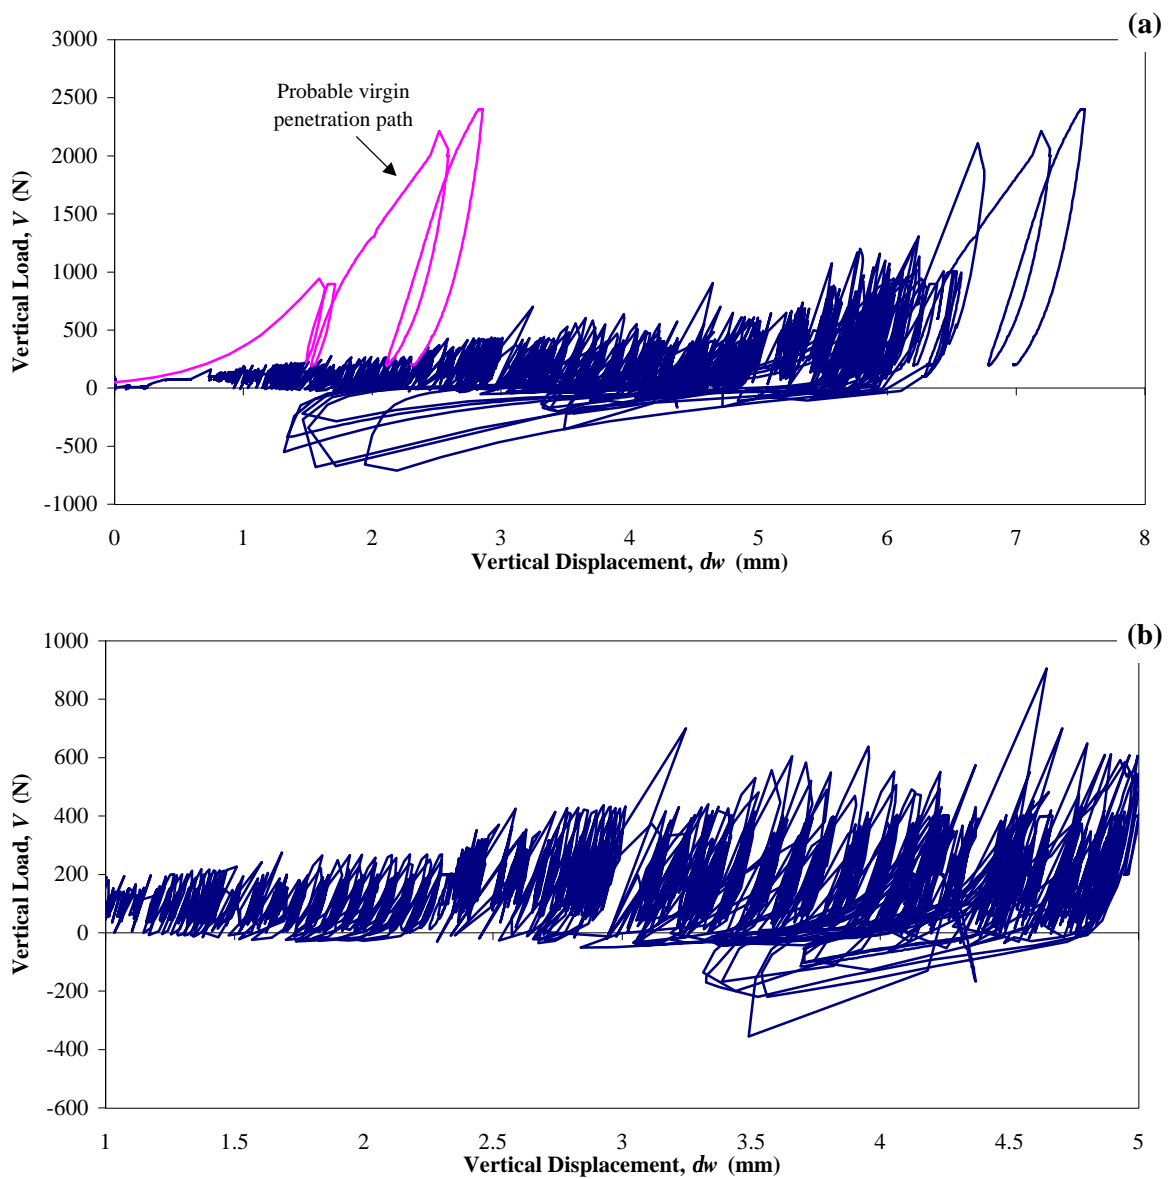 (a)
3000
2500
2000
1500
1000
500
0
-500
-1000
Vertical Load, V (N)
Probable virgin
penetration path
0 1 2 3 4 5 6 7 8
Vertical Displacement, dw (mm)
(b)
1000
800
600
400
200
0
-200
-400
-600
Vertical Load, V (N)
1 1.5 2 2.5 3 3.5 4 4.5 5
Vertical Displacement, dw (mm)